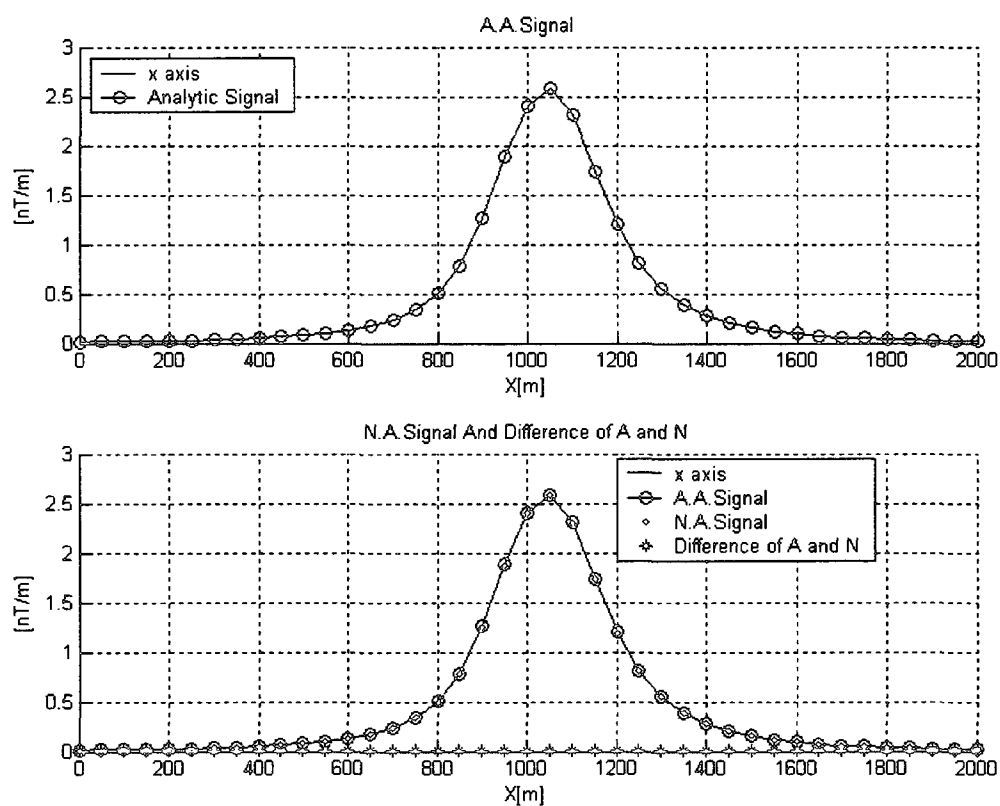 A.A.Signal
3
2.5
2
1.5
1
0.5
0
[nT/m]
x axis
Analytic Signal
0 200 400 600 800 1000 1200 1400 1600 1800 2000
X[m]
N.A.Signal And Difference of A and N
3
2.5
2
1.5
1
0.5
0
[nT/m]
x axis
A.A.Signal
N.A.Signal
Difference of A and N
0 200 400 600 800 1000 1200 1400 1600 1800 2000
X[m]